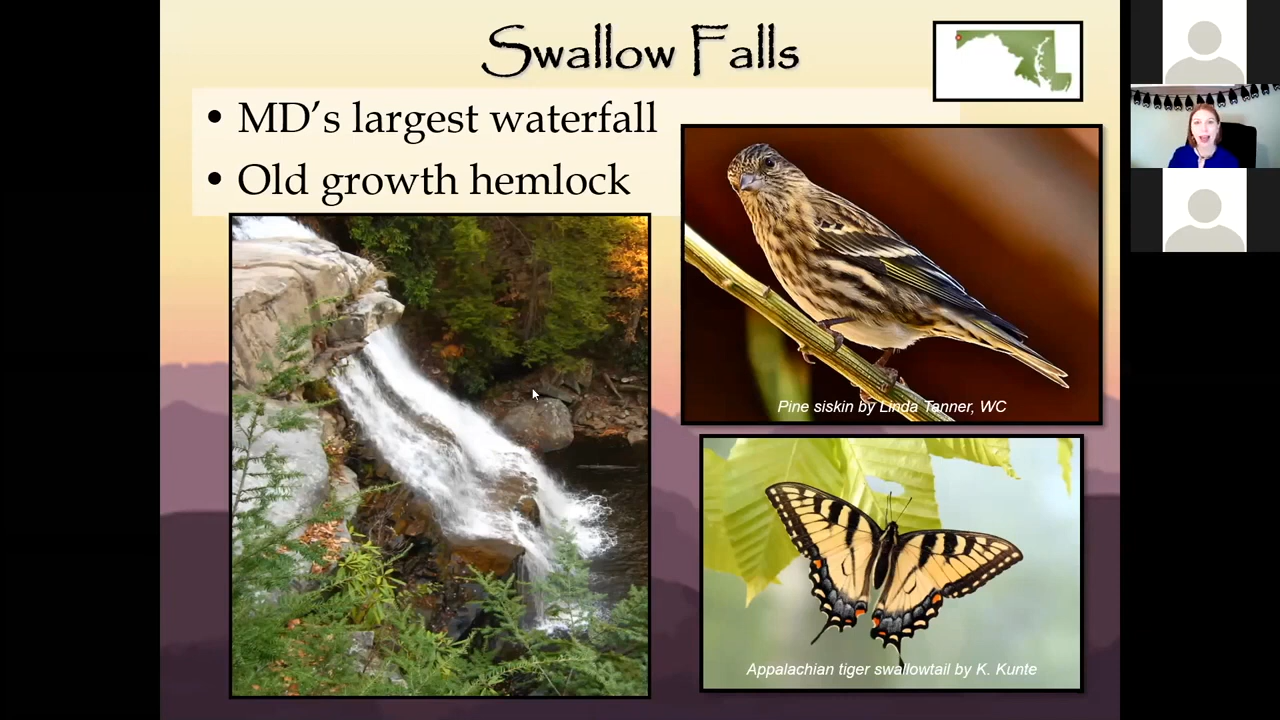 Swallow Falls
• MD’s largest waterfall
• Old growth hemlock
Pine siskin by Linda Tanner, WC
Appalachian tiger swallowtail by K. Kunte